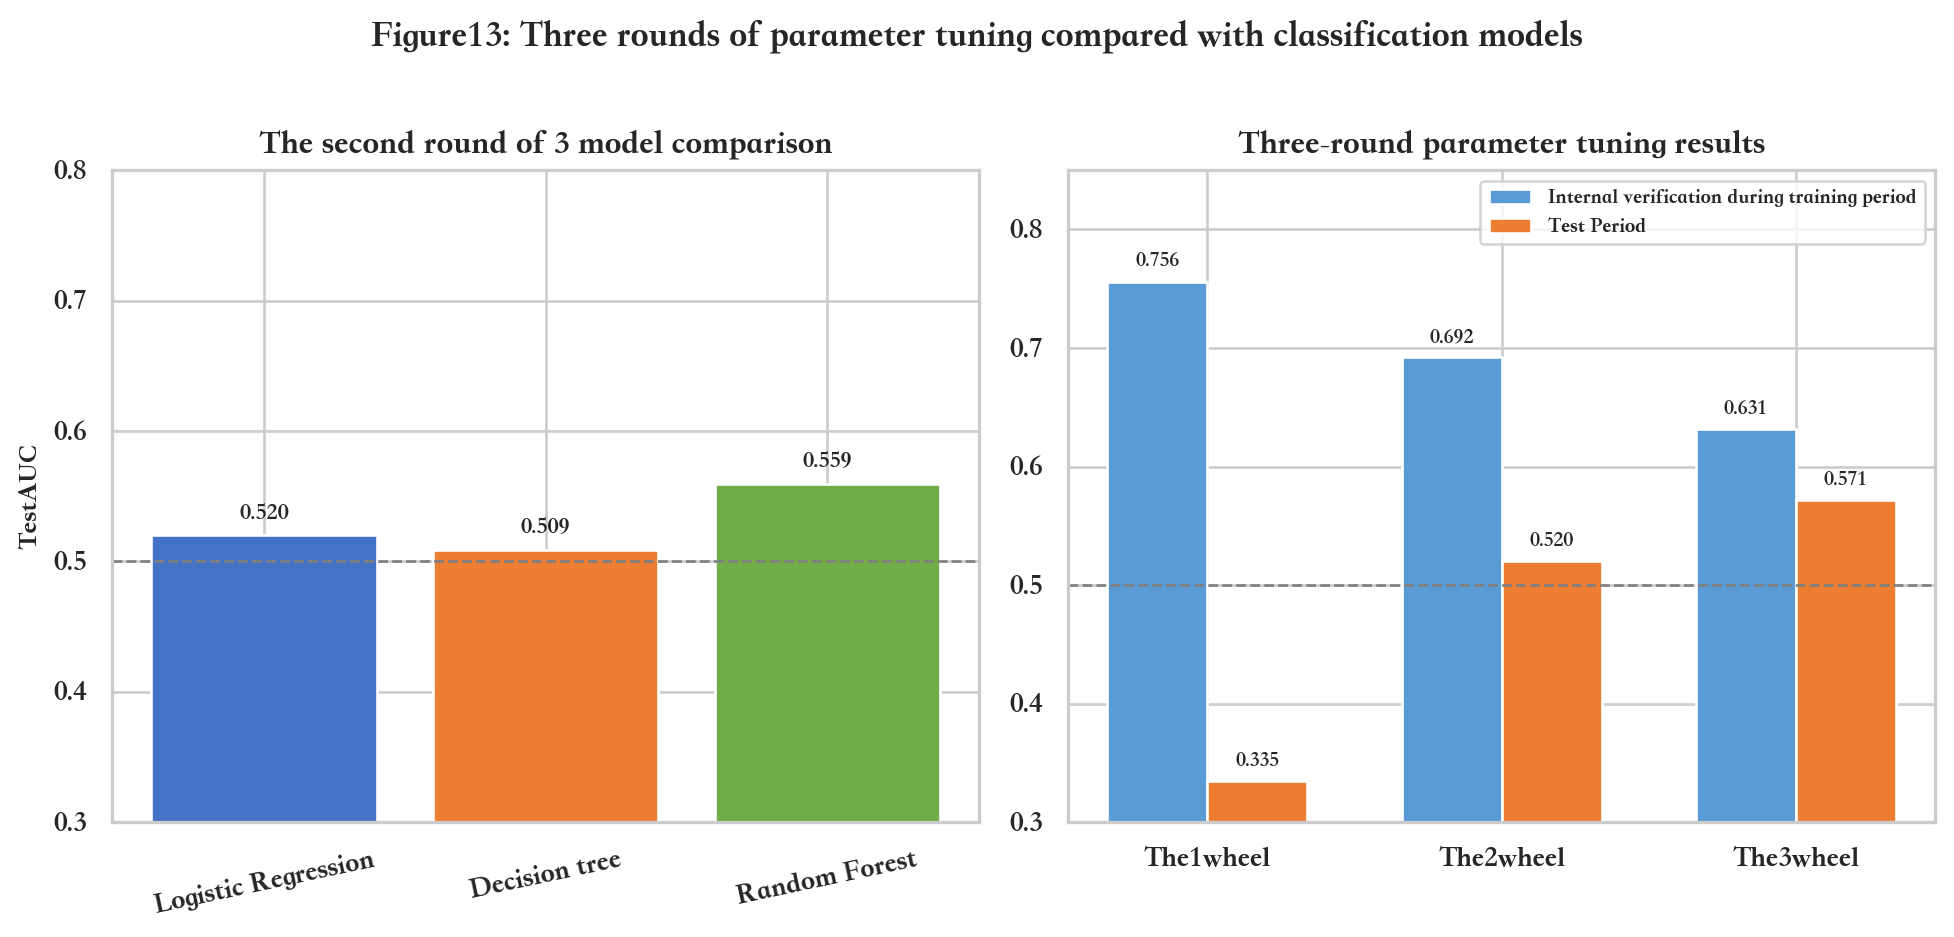 Figure13: Three rounds of parameter tuning compared with classification models
The second round of 3 model comparison
TestAUC
0.8
0.7
0.6
0.5
0.4
0.3
0.520
0.509
0.559
Logistic Regression
Decision tree
Random Forest
Three-round parameter tuning results
Internal verification during training period
Test Period
0.8
0.7
0.6
0.5
0.4
0.3
0.756
0.335
0.692
0.520
0.631
0.571
The1wheel
The2wheel
The3wheel